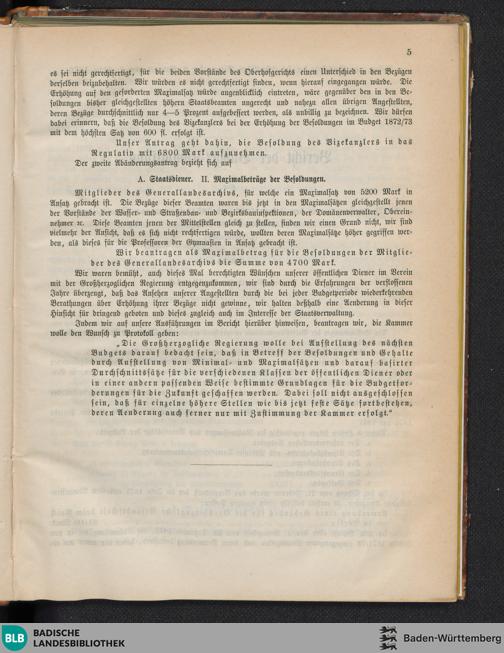 5
es sei nicht gerechtfertigt, für die beiden Vorstände des Oberhofgerichts einen Unterschied in den Bezügen
derselben beizubehalten. Wir würden es nicht gerechtfertigt finden, wenn hierauf eingegangen würde. Die
Erhöhung auf den geforderten Maximalsatz würde augenblicklich eintreten, wäre gegenüber den in den Be-
soldungen bisher gleichgestellten höhern Staatsbeamten ungerecht und nahezu allen übrigen Angestellten,
deren Bezüge durchschnittlich nur 4—5 Prozent aufgebessert werden, als unbillig zu bezeichnen. Wir dürfen
dabei erinnern, daß die Besoldung des Vizekanzlers bei der Erhöhung der Besoldungen im Budget 1872/73
mit dem höchsten Satz von 600 fl. erfolgt ist.
Unser Antrag geht dahin, die Besoldung des Vizekanzlers in das
Regulativ mit 6800 Mark aufzunehmen.
Der zweite Abänderungsantrag bezieht sich auf
A. Staatsdiener. II. Maximalbeträge der Besoldungen.
Mitglieder des Generallandesarchivs, für welche ein Maximalsatz von 5200 Mark in
Ansatz gebracht ist. Die Bezüge dieser Beamten waren bis jetzt in den Maximalsätzen gleichgestellt jenen
der Vorstände der Wasser- und Straßenbau- und Bezirksbauinspektionen, der Domänenverwalter, Oberein-
nehmer ꝛc. Diese Beamten jenen der Mittelstellen gleich zu stellen, finden wir einen Grund nicht, wir sind
vielmehr der Ansicht, daß es sich nicht rechtfertigen würde, wollten deren Maximalsätze höher gegriffen wer-
den, als dieses für die Professoren der Gymnasien in Ansatz gebracht ist.
Wir beantragen als Maximalbetrag für die Besoldungen der Mitglie-
der des Generallandesarchivs die Summe von 4700 Mark.
Wir waren bemüht, auch dieses Mal berechtigten Wünschen unserer öffentlichen Diener im Verein
mit der Großherzoglichen Regierung entgegenzukommen, wir sind durch die Erfahrungen der verflossenen
Jahre überzeugt, daß das Ansehen unserer Angestellten durch die bei jeder Budgetperiode wiederkehrenden
Berathungen über Erhöhung ihrer Bezüge nicht gewinne, wir halten deßhalb eine Aenderung in dieser
Hinsicht für dringend geboten und dieses zugleich auch im Interesse der Staatsverwaltung.
Indem wir auf unsere Ausführungen im Bericht hierüber hinweisen, beantragen wir, die Kammer
wolle den Wunsch zu Protokoll geben:
„Die Großherzogliche Regierung wolle bei Aufstellung des nächsten
Budgets darauf bedacht sein, daß in Betreff der Besoldungen und Gehalte
durch Aufstellung von Minimal- und Maximalsätzen und darauf basirter
Durchschnittssätze für die verschiedenen Klassen der öffentlichen Diener oder
in einer andern passenden Weise bestimmte Grundlagen für die Budgetfor-
derungen für die Zukunft geschaffen werden. Dabei soll nicht ausgeschlossen
sein, daß für einzelne höhere Stellen wie bis jetzt feste Sätze fortbestehen,
deren Aenderung auch ferner nur mit Zustimmung der Kammer erfolgt.“
BLB BADISCHE
LANDESBIBLIOTHEK
Baden-Württemberg